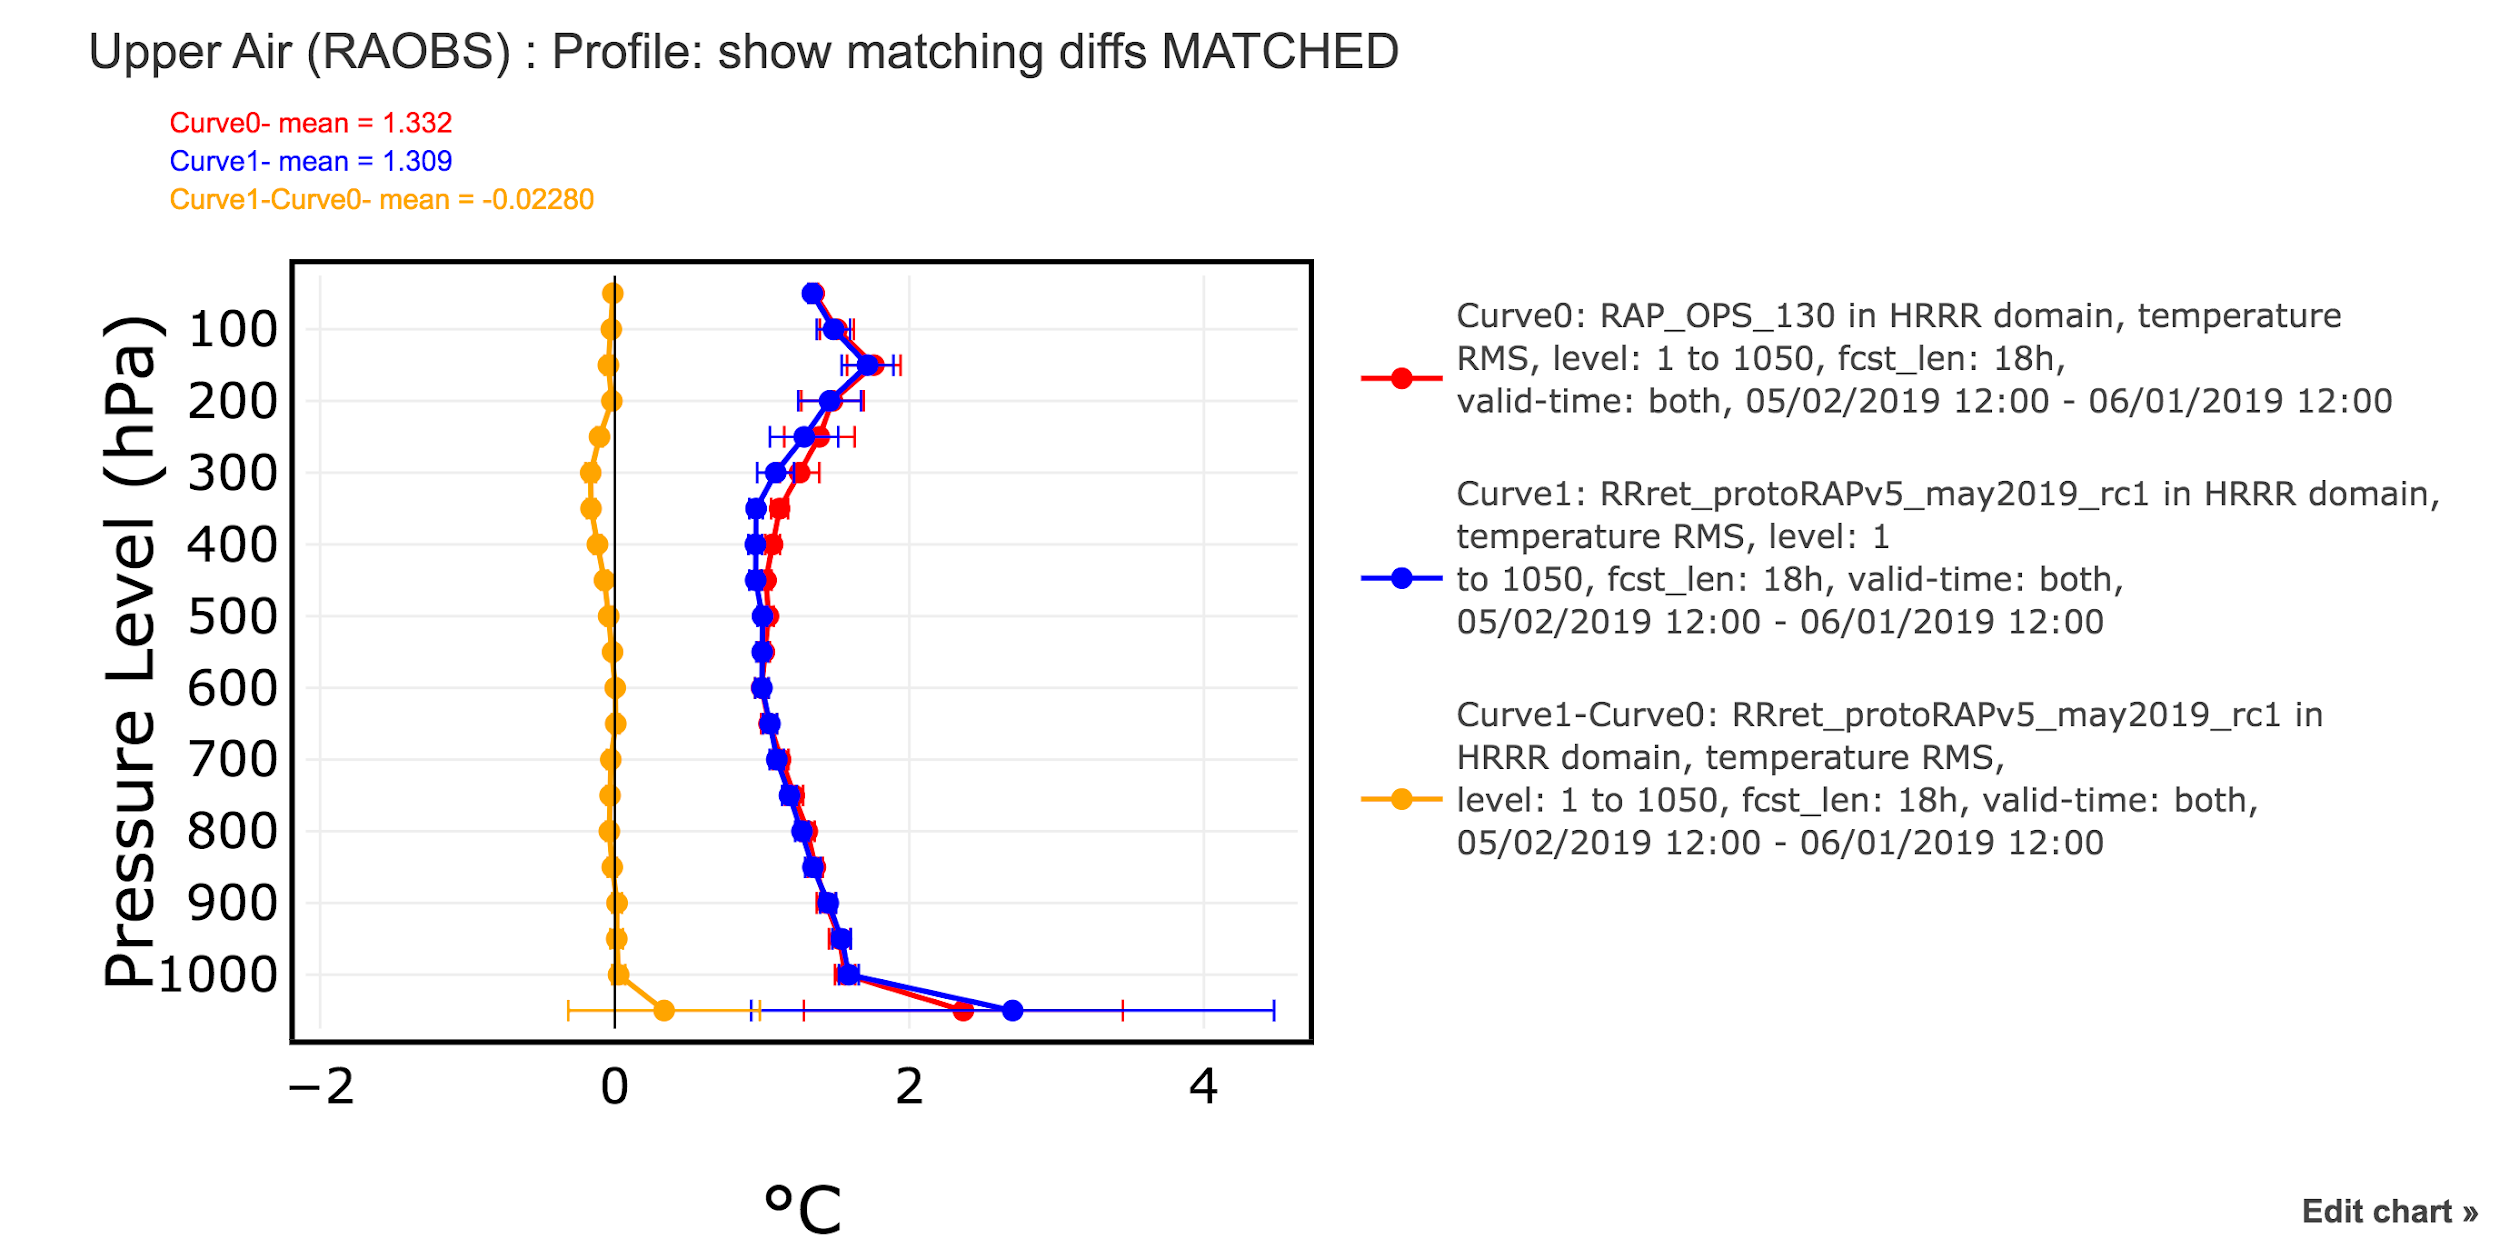 Upper Air (RAOBS) : Profile: show matching diffs MATCHED
Curve0- mean = 1.332
Curve1- mean = 1.309
Curve1-Curve0- mean = -0.02280
Pressure Level (hPa)
100
200
300
400
500
600
700
800
900
1000
−2
0
2
4
°C
Curve0: RAP_OPS_130 in HRRR domain, temperature
RMS, level: 1 to 1050, fcst_len: 18h,
valid-time: both, 05/02/2019 12:00 - 06/01/2019 12:00
Curve1: RRret_protoRAPv5_may2019_rc1 in HRRR domain,
temperature RMS, level: 1
to 1050, fcst_len: 18h, valid-time: both,
05/02/2019 12:00 - 06/01/2019 12:00
Curve1-Curve0: RRret_protoRAPv5_may2019_rc1 in
HRRR domain, temperature RMS,
level: 1 to 1050, fcst_len: 18h, valid-time: both,
05/02/2019 12:00 - 06/01/2019 12:00
Edit chart »